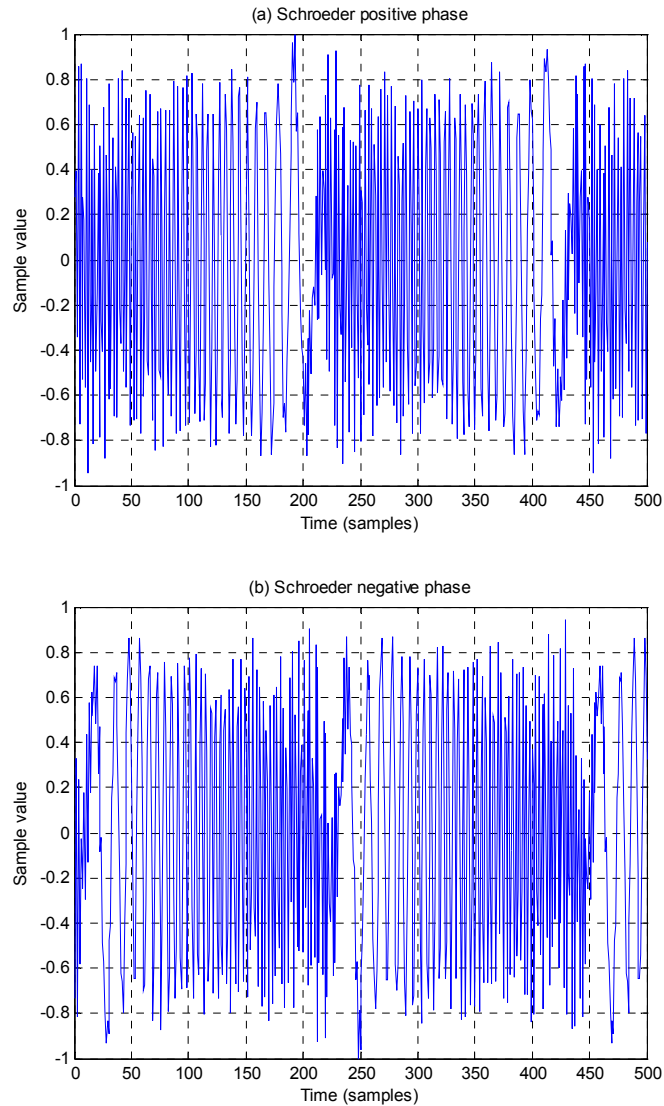 (a) Schroeder positive phase
1
0.8
0.6
0.4
0.2
0
-0.2
-0.4
-0.6
-0.8
-1
Sample value
0 50 100 150 200 250 300 350 400 450 500
Time (samples)
(b) Schroeder negative phase
1
0.8
0.6
0.4
0.2
0
-0.2
-0.4
-0.6
-0.8
-1
Sample value
0 50 100 150 200 250 300 350 400 450 500
Time (samples)